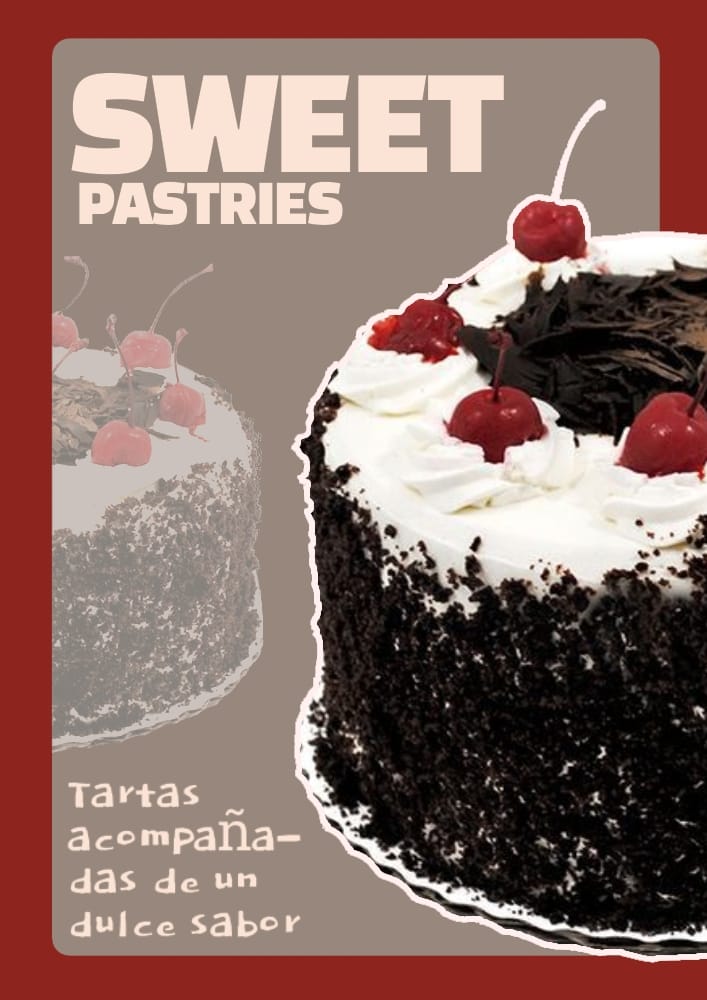 SWEET
PASTRIES
Tartas
acompaña-
das de un
dulce sabor